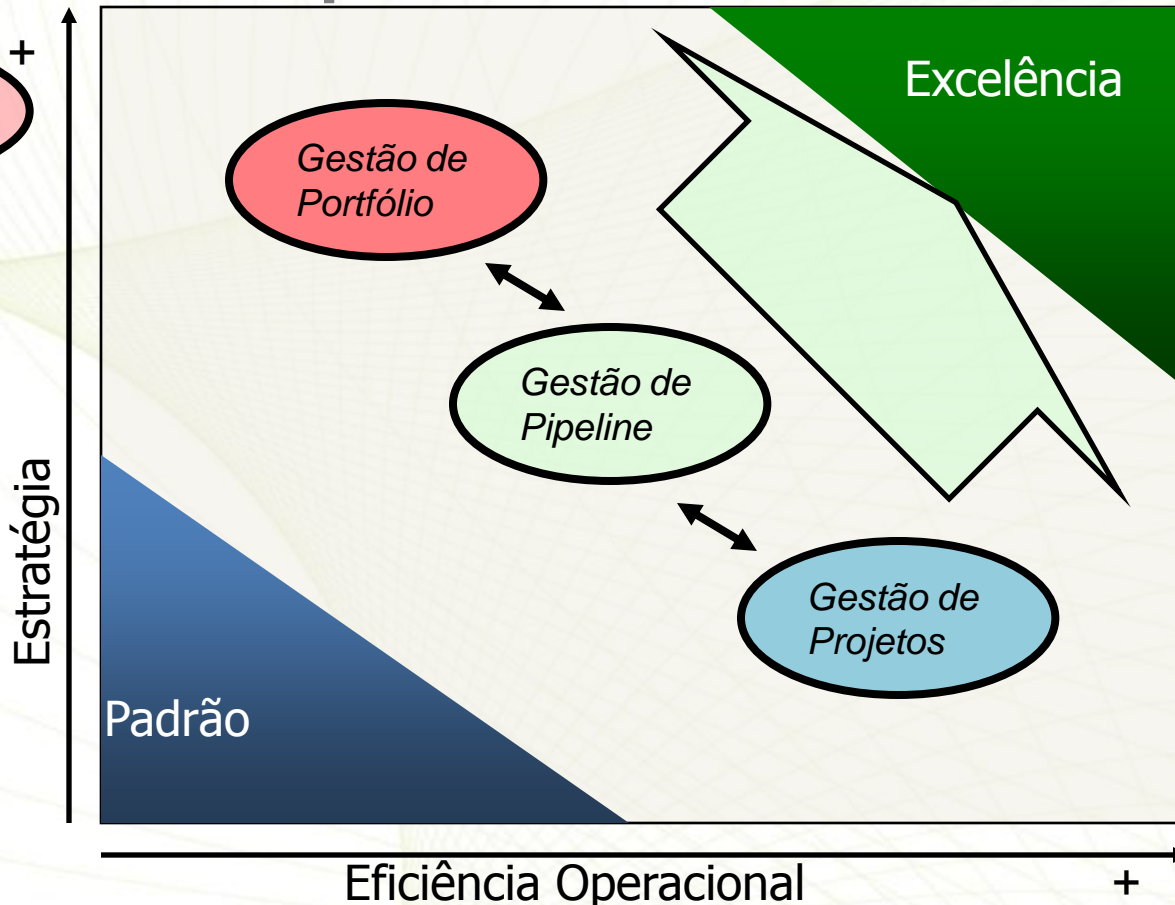 +
Excelência
Gestão de
Portfólio
Gestão de
Pipeline
Gestão de
Projetos
Estratégia
Padrão
Eficiência Operacional
+